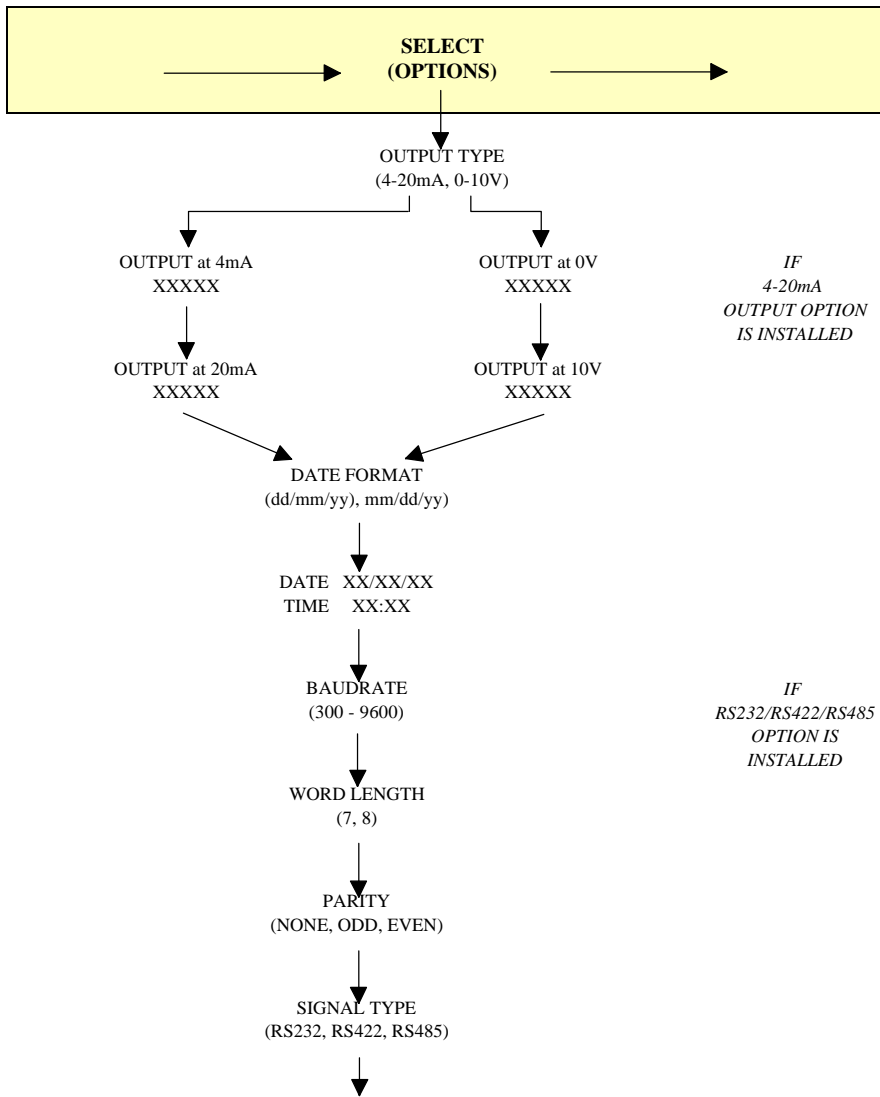 SELECT
(OPTIONS)
OUTPUT TYPE
(4-20mA, 0-10V)
OUTPUT at 4mA
XXXXX
OUTPUT at 0V
XXXXX
IF
4-20mA
OUTPUT OPTION
IS INSTALLED
OUTPUT at 20mA
XXXXX
OUTPUT at 10V
XXXXX
DATE FORMAT
(dd/mm/yy), mm/dd/yy)
DATE XX/XX/XX
TIME XX:XX
BAUDRATE
(300 - 9600)
IF
RS232/RS422/RS485
OPTION IS
INSTALLED
WORD LENGTH
(7, 8)
PARITY
(NONE, ODD, EVEN)
SIGNAL TYPE
(RS232, RS422, RS485)